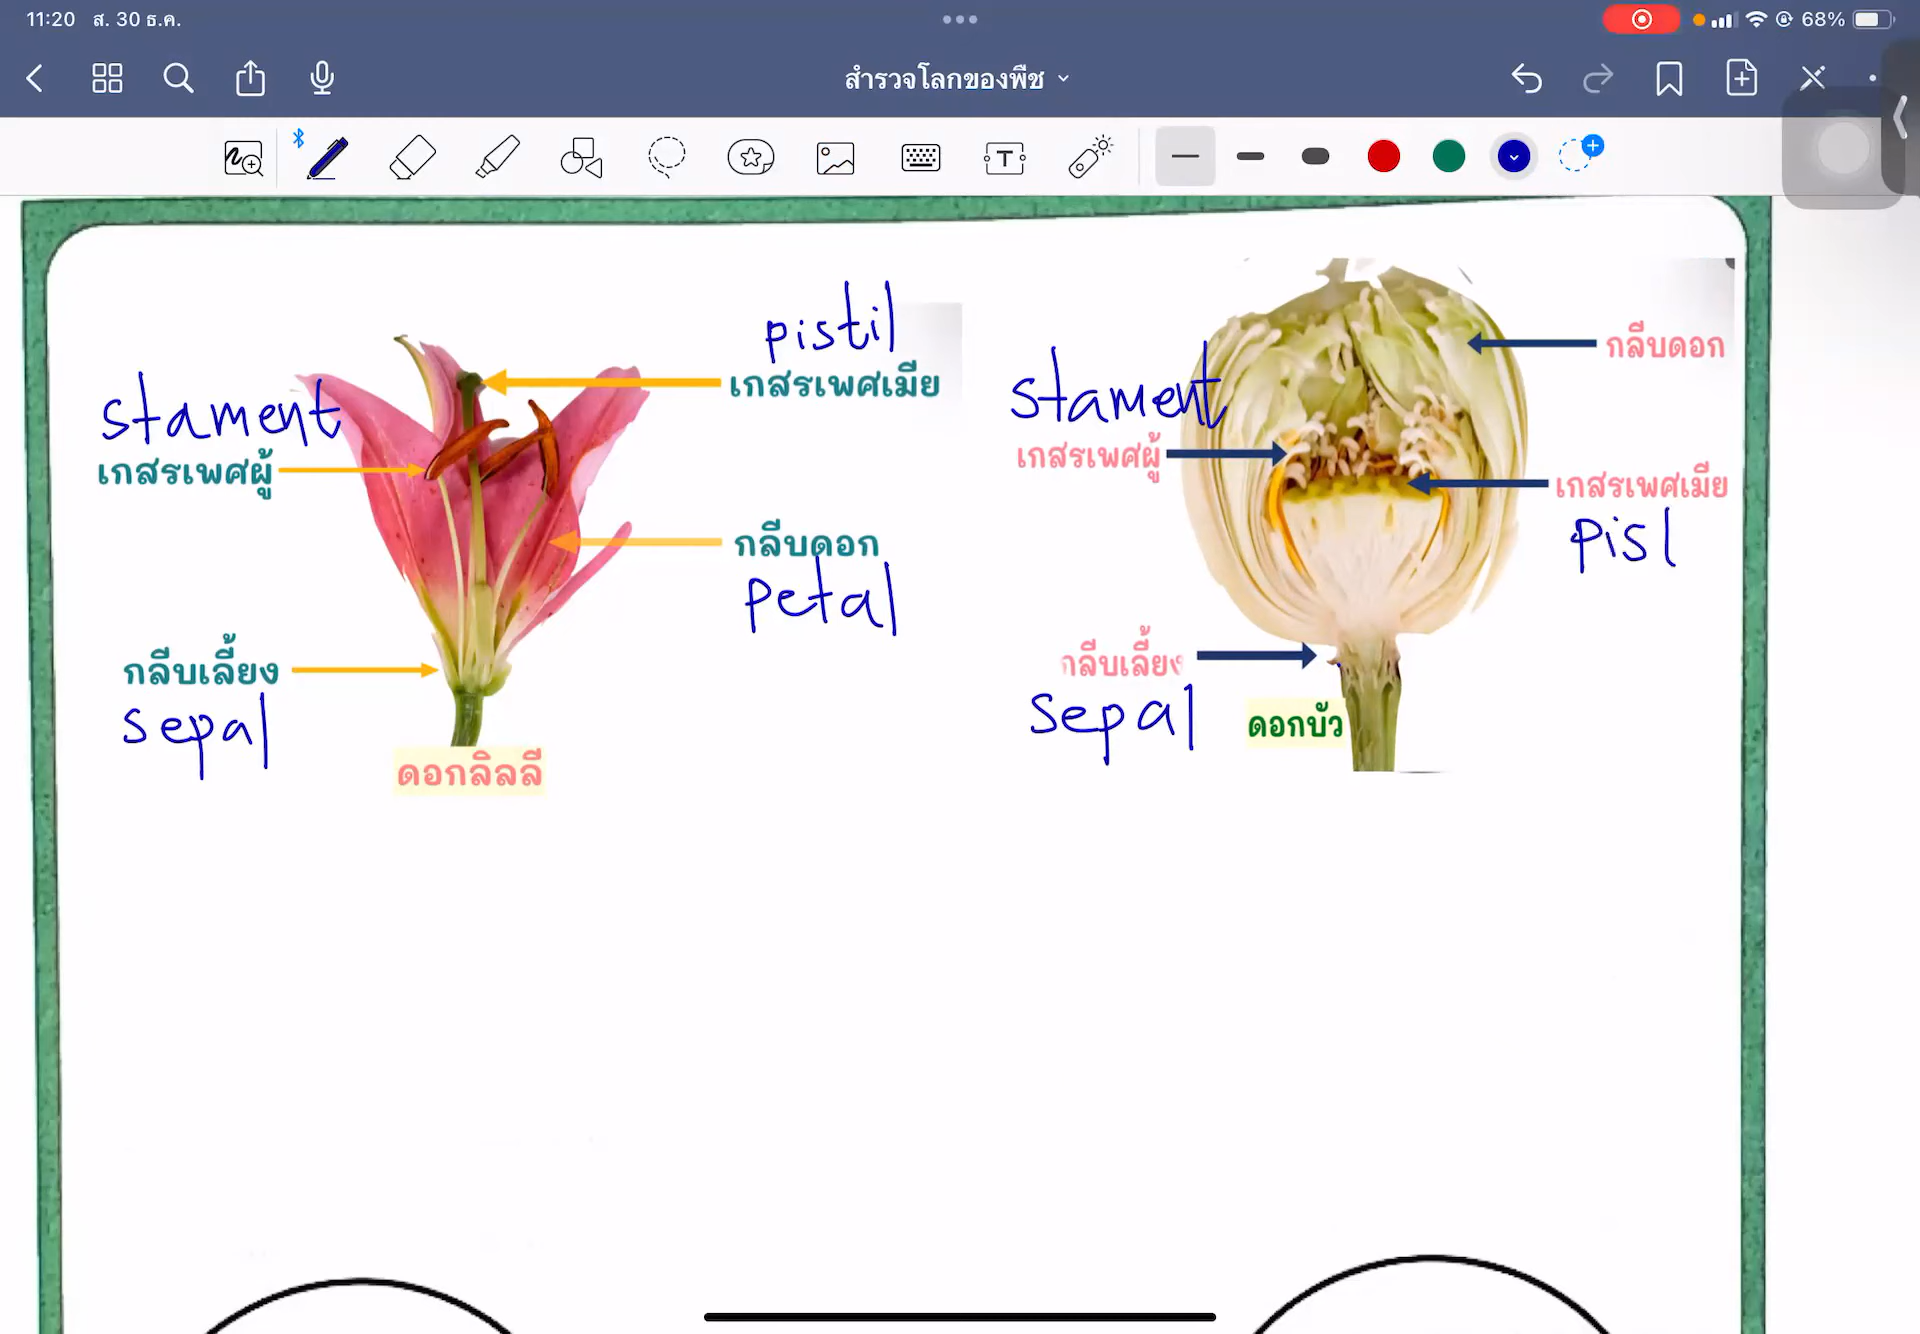 11:20 ส. 30 ธ.ค.
68%
สำรวจโลกของพืช
T
pistil
เกสรเพศเมีย
stament
เกสรเพศผู้
กลีบดอก
petal
กลีบเลี้ยง
sepal
ดอกลิลลี
กลีบดอก
stament
เกสรเพศผู้
เกสรเพศเมีย
pisl
กลีบเลี้ยง
sepal
ดอกบัว